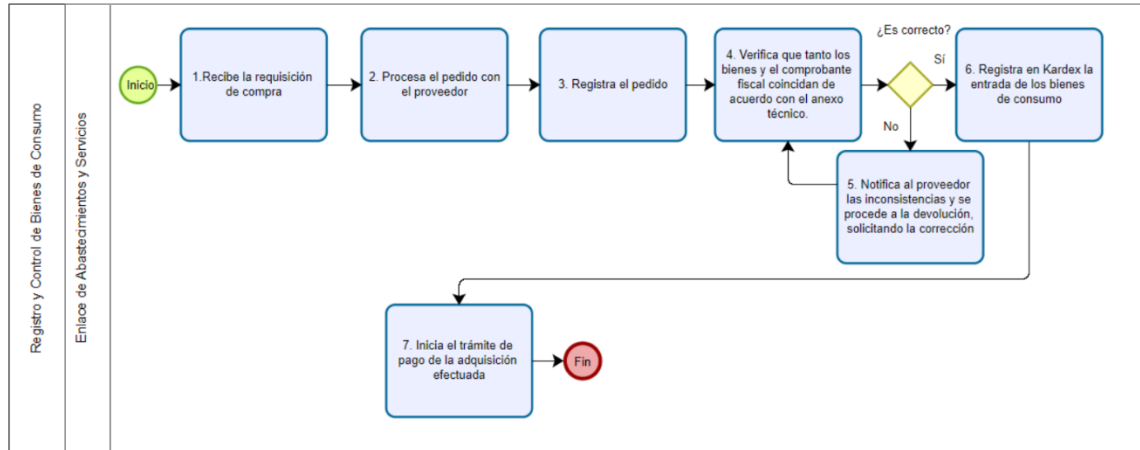 Registro y Control de Bienes de Consumo
Enlace de Abastecimientos y Servicios
Inicio
1.Recibe la requisición
de compra
2. Procesa el pedido con
el proveedor
3. Registra el pedido
4. Verifica que tanto los
bienes y el comprobante
fiscal coincidan de
acuerdo con el anexo
técnico.
¿Es correcto?
Sí
No
6. Registra en Kardex la
entrada de los bienes
de consumo
5. Notifica al proveedor
las inconsistencias y se
procede a la devolución,
solicitando la corrección
7. Inicia el trámite de
pago de la adquisición
efectuada
Fin